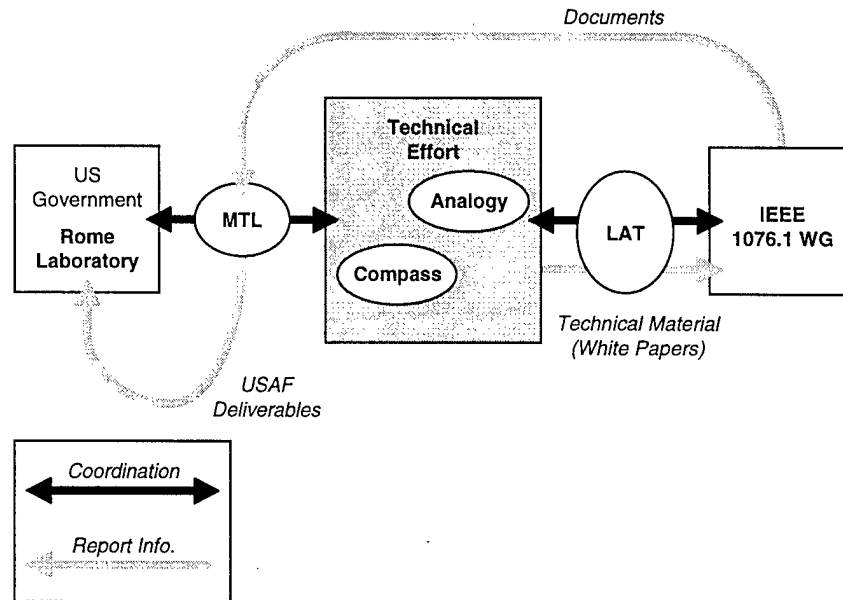 Documents
Technical
Effort
US
Government
Rome
Laboratory
MTL
Analogy
Compass
LAT
IEEE
1076.1 WG
Technical Material
(White Papers)
USAF
Deliverables
Coordination
Report Info.